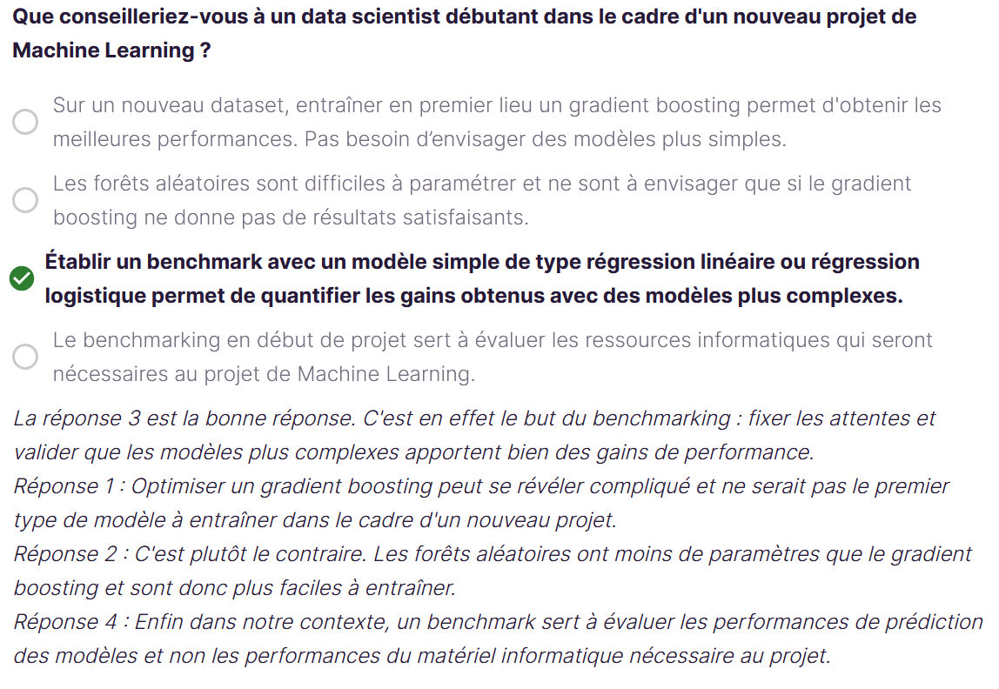 Que conseilleriez-vous à un data scientist débutant dans le cadre d'un nouveau projet de
Machine Learning ?
Sur un nouveau dataset, entraîner en premier lieu un gradient boosting permet d'obtenir les
meilleures performances. Pas besoin d’envisager des modèles plus simples.
Les forêts aléatoires sont difficiles à paramétrer et ne sont à envisager que si le gradient
boosting ne donne pas de résultats satisfaisants.
Établir un benchmark avec un modèle simple de type régression linéaire ou régression
logistique permet de quantifier les gains obtenus avec des modèles plus complexes.
Le benchmarking en début de projet sert à évaluer les ressources informatiques qui seront
nécessaires au projet de Machine Learning.
La réponse 3 est la bonne réponse. C'est en effet le but du benchmarking : fixer les attentes et
valider que les modèles plus complexes apportent bien des gains de performance.
Réponse 1 : Optimiser un gradient boosting peut se révéler compliqué et ne serait pas le premier
type de modèle à entraîner dans le cadre d'un nouveau projet.
Réponse 2 : C'est plutôt le contraire. Les forêts aléatoires ont moins de paramètres que le gradient
boosting et sont donc plus faciles à entraîner.
Réponse 4 : Enfin dans notre contexte, un benchmark sert à évaluer les performances de prédiction
des modèles et non les performances du matériel informatique nécessaire au projet.